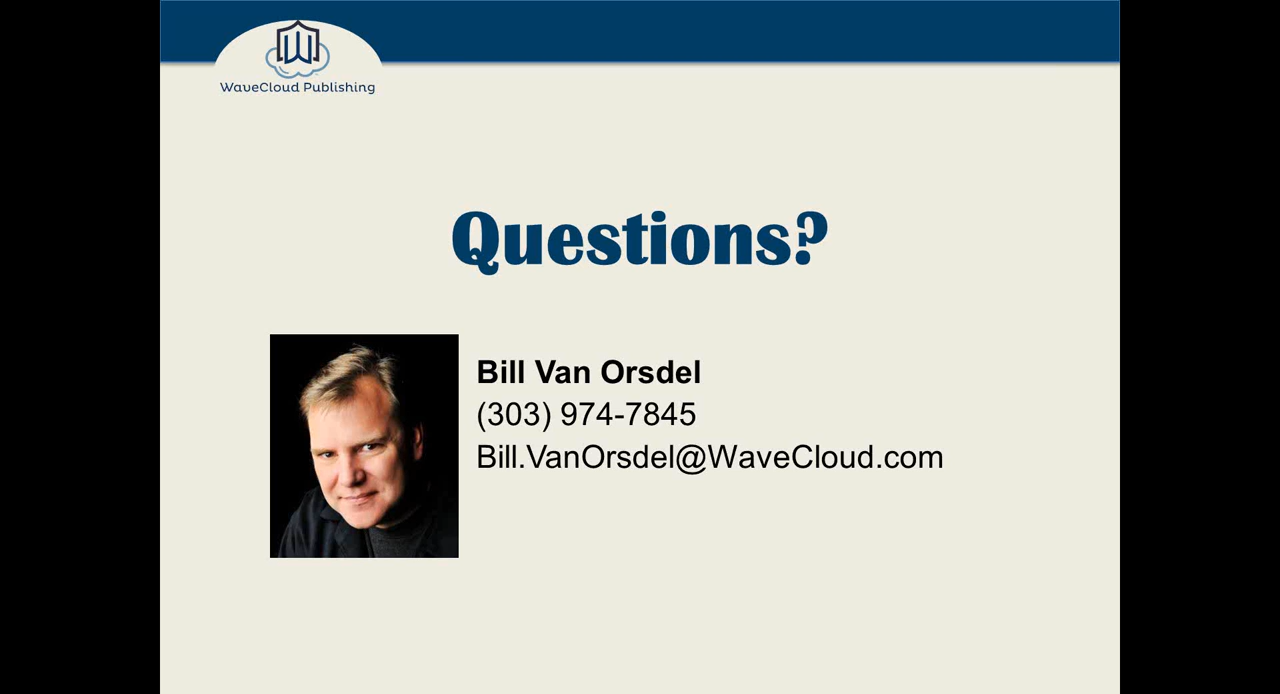 WaveCloud Publishing
Questions?
Bill Van Orsdel
(303) 974-7845
Bill.VanOrsdel@WaveCloud.com